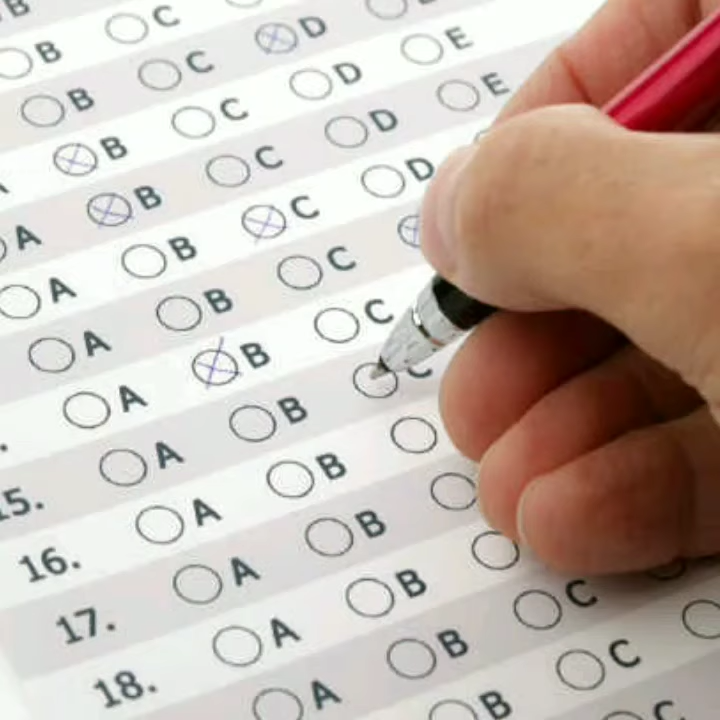 B
B C
B C D
B C D E
A B C D E
A B C D
A B C
. A B C
15. A B C
16. A B
17. A B
18. A B
A B C
B C
C